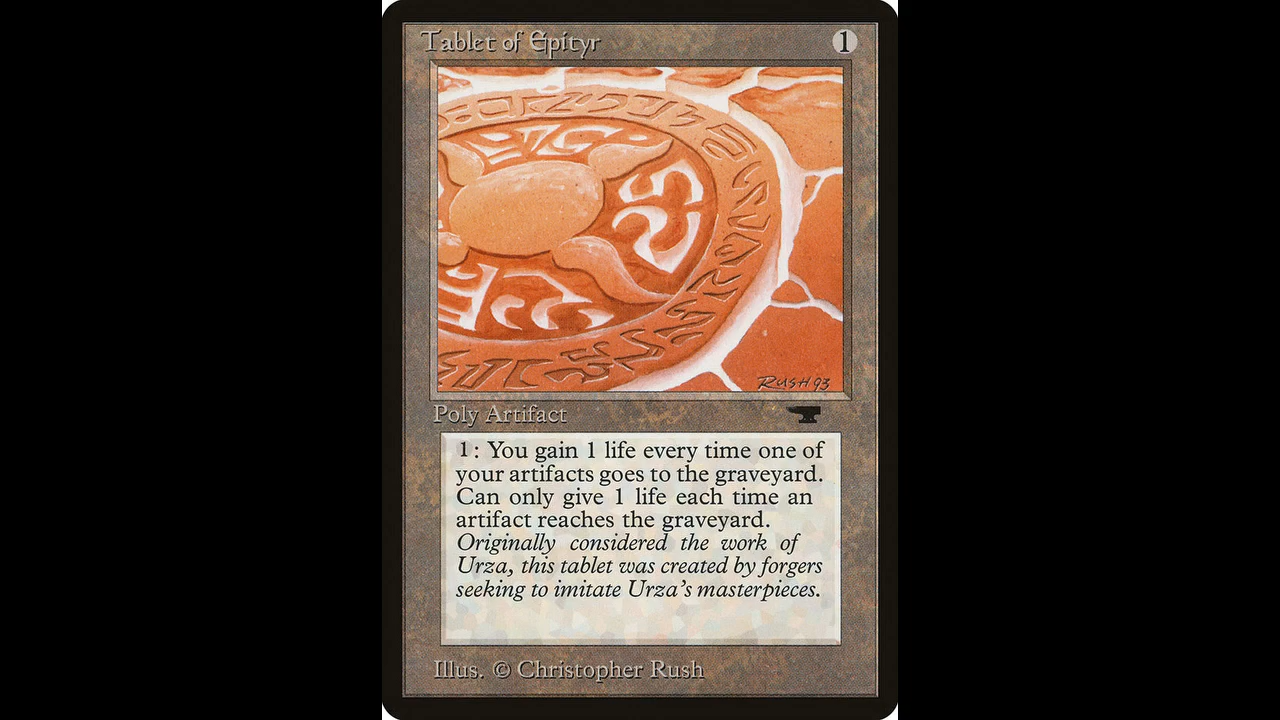 Tablet of Epityr
1
RUSH 93
Poly Artifact
1: You gain 1 life every time one of
your artifacts goes to the graveyard.
Can only give 1 life each time an
artifact reaches the graveyard.
Originally considered the work of
Urza, this tablet was created by forgers
seeking to imitate Urza's masterpieces.
Illus. © Christopher Rush